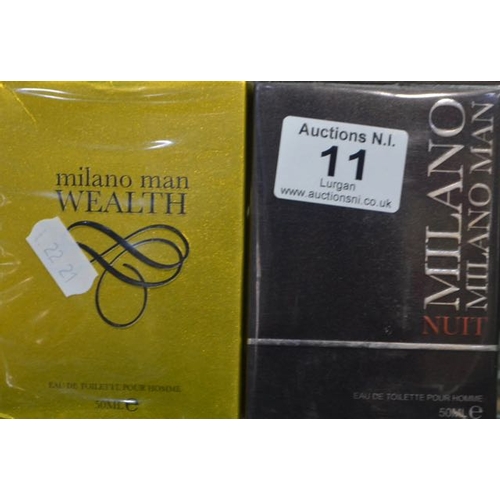 milano man
WEALTH
1 22 21
EAU DE TOILETTE POUR HOMME
50ML e
Auctions N.I.
11
Lurgan
www.auctionsni.co.uk
MILANO
MILANO MAN
NUIT
EAU DE TOILETTE POUR HOMME
50ML e